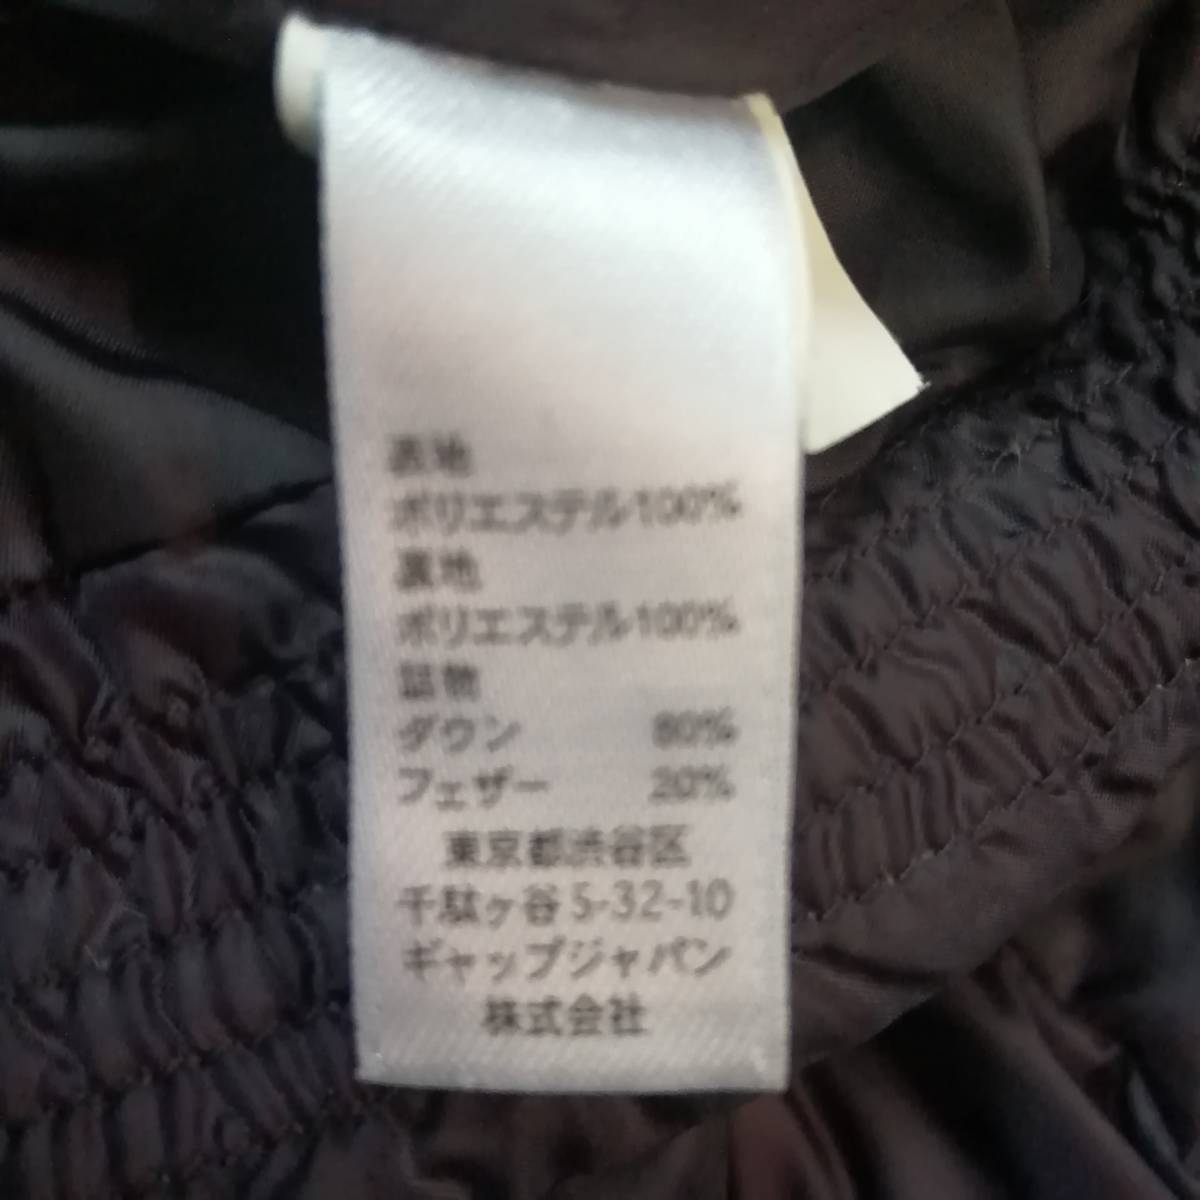 表地
ポリエステル100%
裏地
ポリエステル100%
詰物
ダウン 80%
フェザー 20%
東京都渋谷区
千駄ヶ谷 5-32-10
ギャップジャパン
株式会社